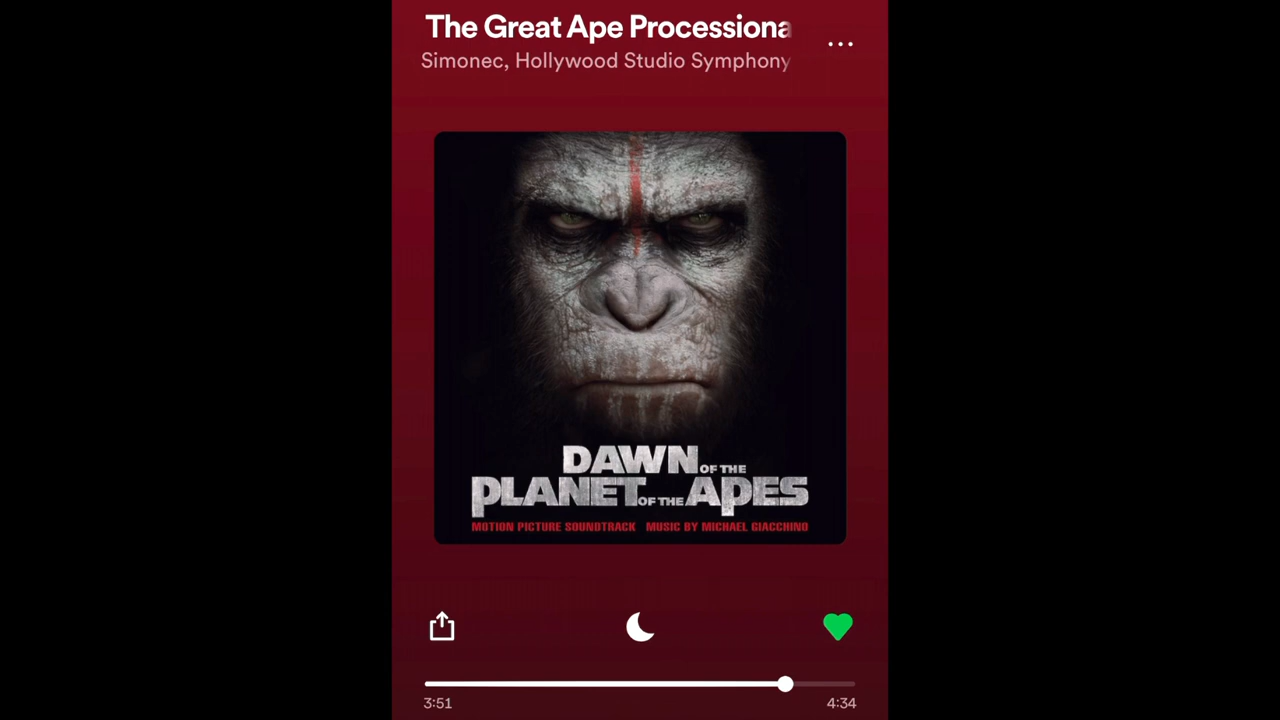 The Great Ape Processiona
Simonec, Hollywood Studio Symphony
DAWN OF THE
PLANET OF THE APES
MOTION PICTURE SOUNDTRACK MUSIC BY MICHAEL GIACCHINO
3:51 4:34